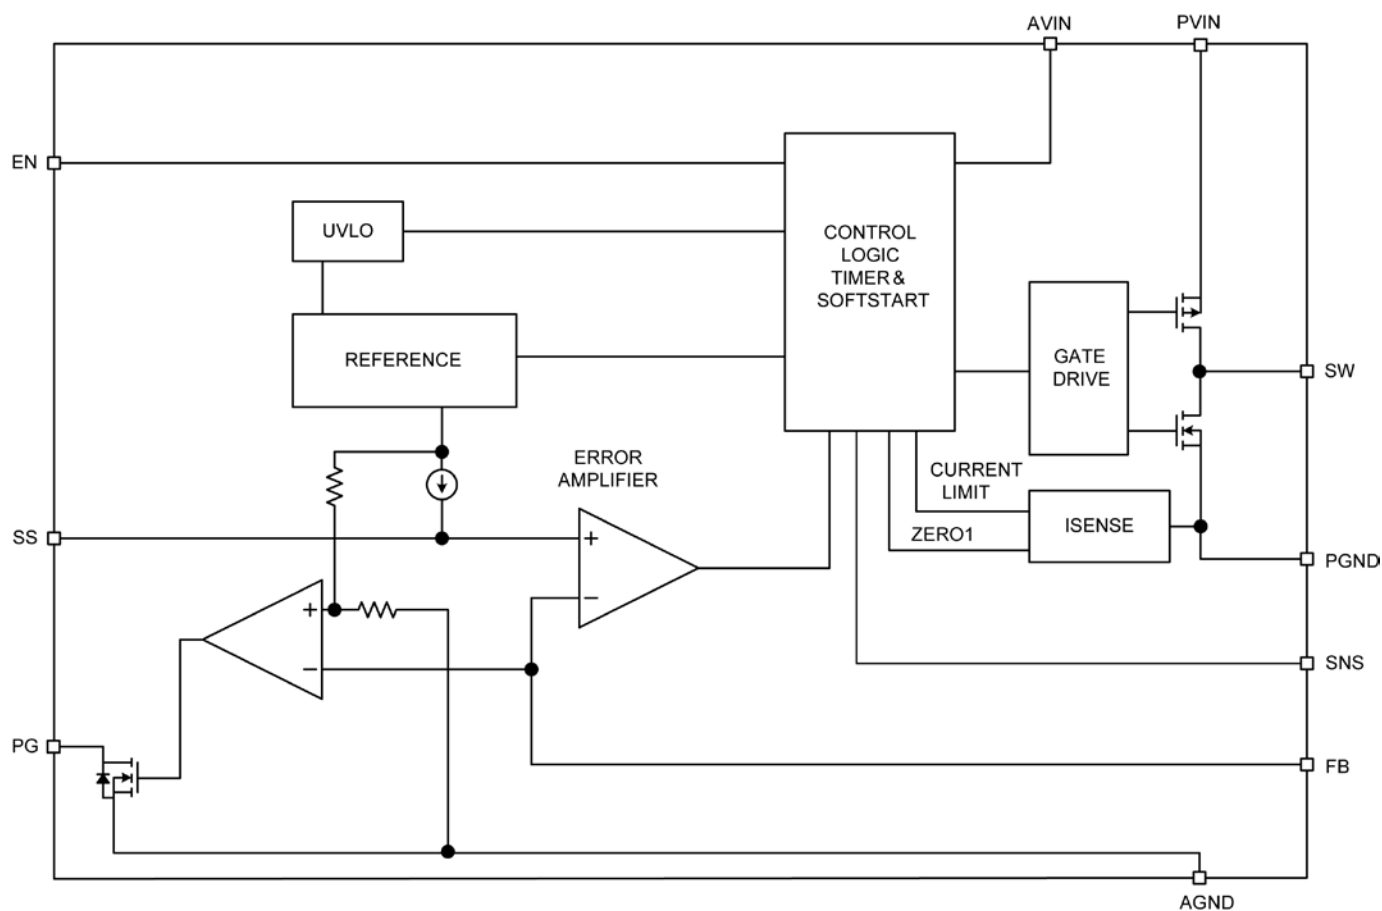 AVIN
PVIN
EN
UVLO
CONTROL
LOGIC
TIMER &
SOFTSTART
REFERENCE
GATE
DRIVE
SW
ERROR
AMPLIFIER
CURRENT
LIMIT
ISENSE
ZERO1
SS
+
−
PGND
+
−
SNS
PG
FB
AGND